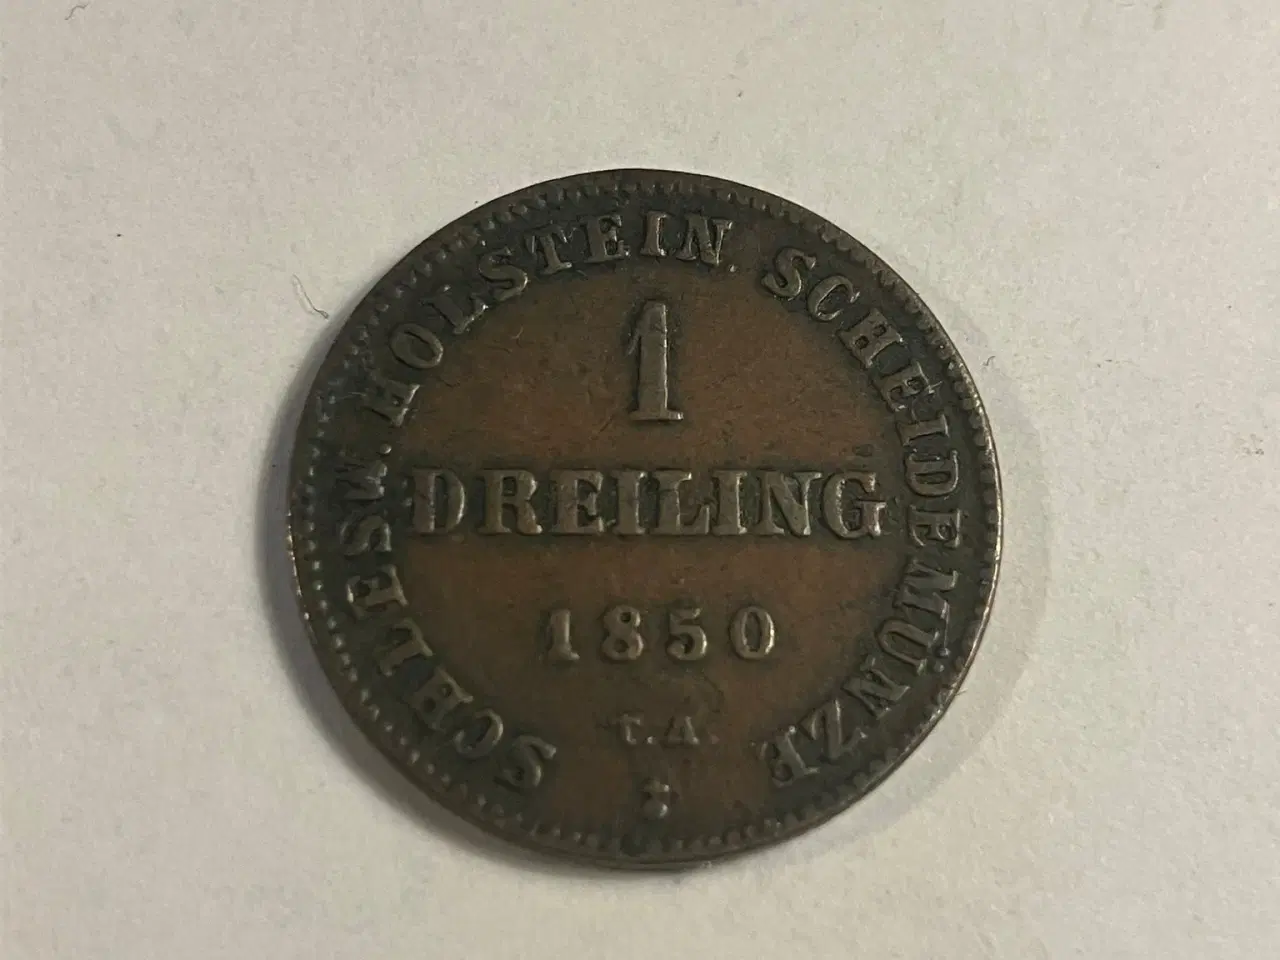 SCHLESW. HOLSTEIN. SCHEIDEMÜNZE
1
DREILING
1850
T.A.